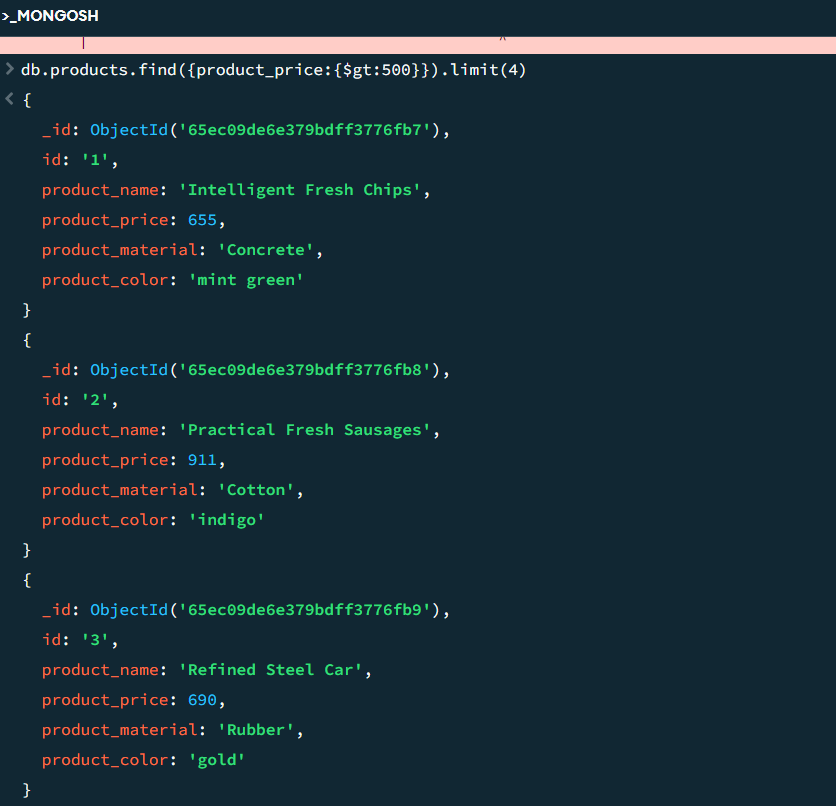 >_MONGOSH
> db.products.find({product_price:{$gt:500}}).limit(4)
< {
_id: ObjectId('65ec09de6e379bdff3776fb7'),
id: '1',
product_name: 'Intelligent Fresh Chips',
product_price: 655,
product_material: 'Concrete',
product_color: 'mint green'
}
{
_id: ObjectId('65ec09de6e379bdff3776fb8'),
id: '2',
product_name: 'Practical Fresh Sausages',
product_price: 911,
product_material: 'Cotton',
product_color: 'indigo'
}
{
_id: ObjectId('65ec09de6e379bdff3776fb9'),
id: '3',
product_name: 'Refined Steel Car',
product_price: 690,
product_material: 'Rubber',
product_color: 'gold'
}